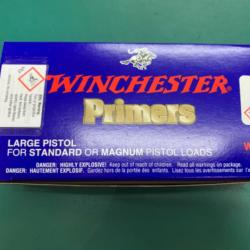 WINCHESTER
Primers
LARGE PISTOL
FOR STANDARD OR MAGNUM PISTOL LOADS
DANGER: HIGHLY EXPLOSIVE! Keep out of reach of children. Read all warnings on package.
DANGER: HAUTEMENT EXPLOSIF. Gardez hors de la portée des enfants. Lisez tous les avertissements sur